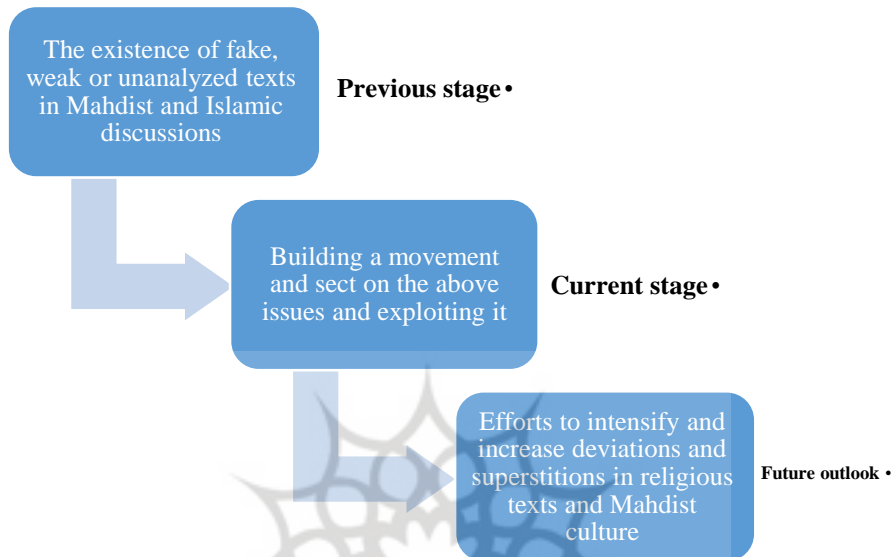 The existence of fake,
weak or unanalyzed texts
in Mahdist and Islamic
discussions
Previous stage •
Building a movement
and sect on the above
issues and exploiting it
Current stage •
Efforts to intensify and
increase deviations and
superstitions in religious
texts and Mahdist
culture
Future outlook •